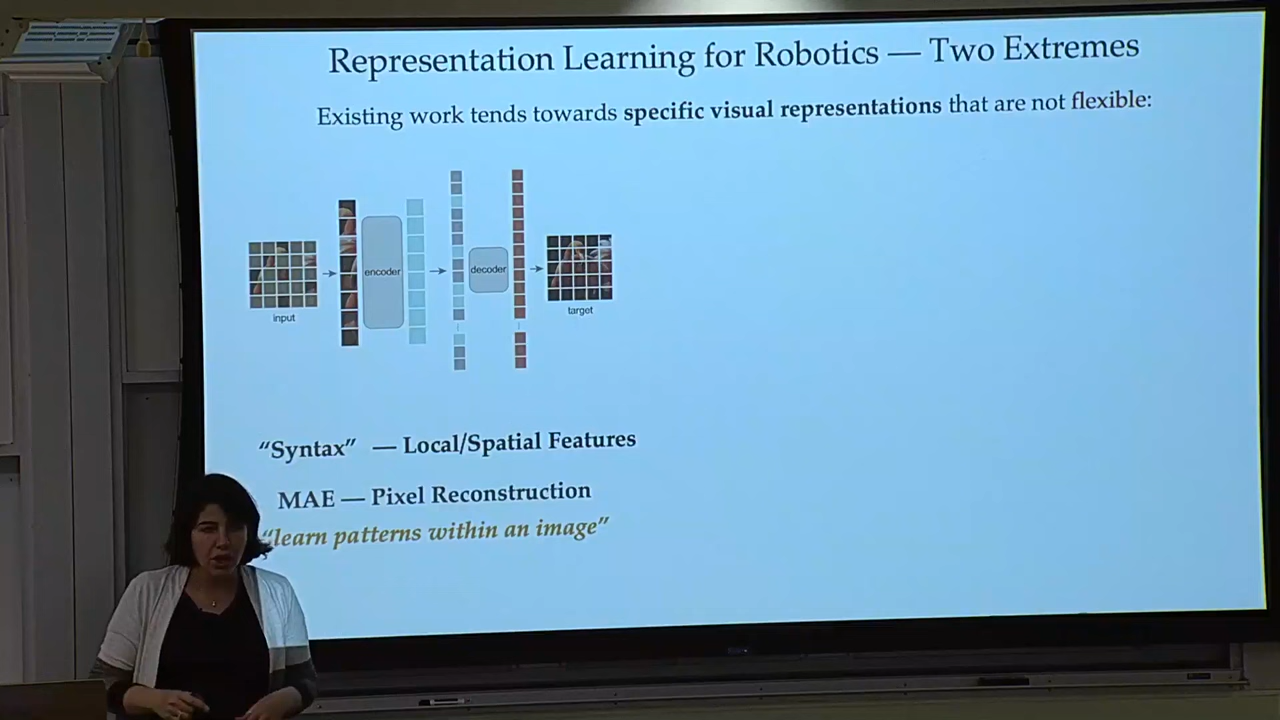 Representation Learning for Robotics — Two Extremes
Existing work tends towards specific visual representations that are not flexible:
encoder
decoder
input
target
“Syntax” — Local/Spatial Features
MAE — Pixel Reconstruction
“learn patterns within an image”